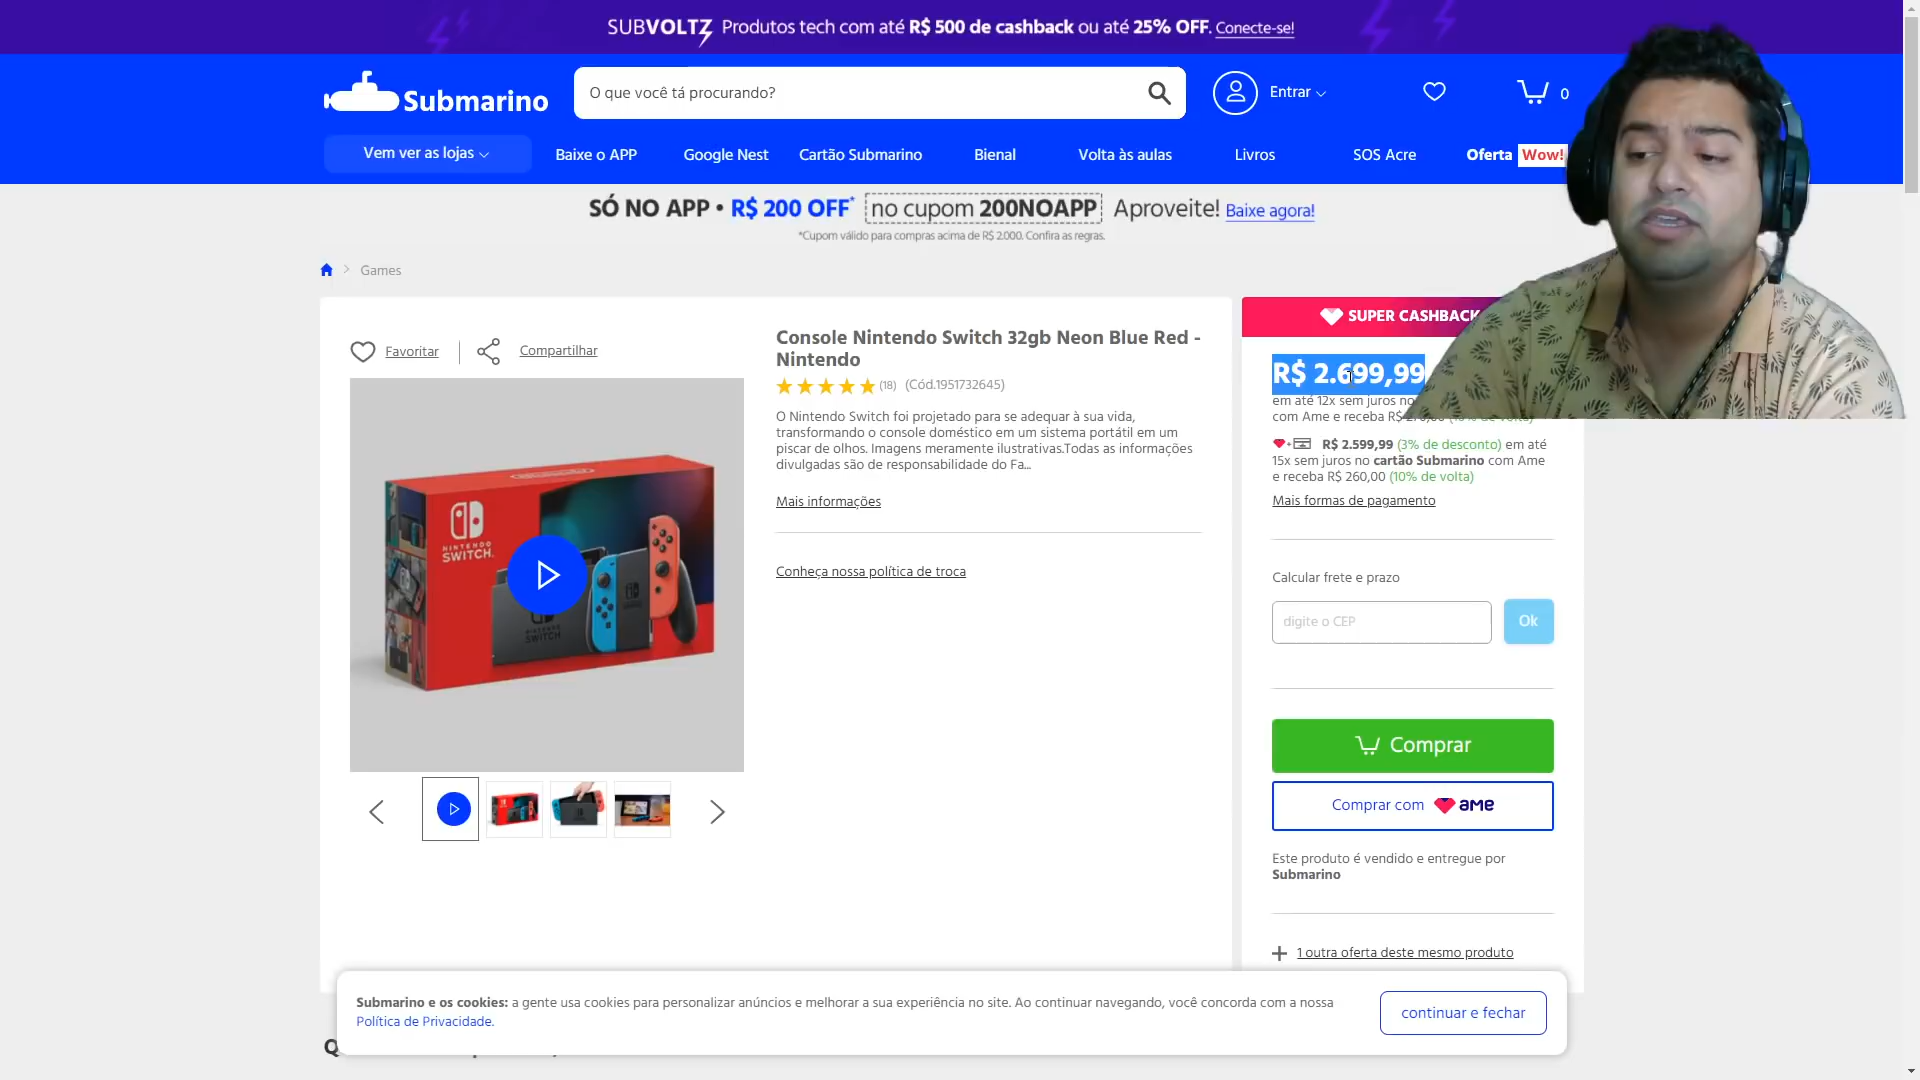 SUBVOLTZ Produtos tech com até R$ 500 de cashback ou até 25% OFF. Conecte-se!
Submarino
O que você tá procurando?
Entrar
0
Vem ver as lojas
Baixe o APP
Google Nest
Cartão Submarino
Bienal
Volta às aulas
Livros
SOS Acre
Oferta Wow!
SÓ NO APP • R$ 200 OFF* no cupom 200NOAPP Aproveite! Baixe agora!
*Cupom válido para compras acima de R$ 2.000. Confira as regras.
Games
Favoritar
Compartilhar
NINTENDO
SWITCH
Console Nintendo Switch 32gb Neon Blue Red -
Nintendo
(18) (Cód.1951732645)
O Nintendo Switch foi projetado para se adequar à sua vida,
transformando o console doméstico em um sistema portátil em um
piscar de olhos. Imagens meramente ilustrativas.Todas as informações
divulgadas são de responsabilidade do Fa...
Mais informações
Conheça nossa política de troca
SUPER CASHBACK
R$ 2.699,99
em até 12x sem juros no
com Ame e receba R$
R$ 2.599,99 (3% de desconto) em até
15x sem juros no cartão Submarino com Ame
e receba R$ 260,00 (10% de volta)
Mais formas de pagamento
Calcular frete e prazo
digite o CEP
Ok
Comprar
Comprar com ame
Este produto é vendido e entregue por
Submarino
1 outra oferta deste mesmo produto
Submarino e os cookies: a gente usa cookies para personalizar anúncios e melhorar a sua experiência no site. Ao continuar navegando, você concorda com a nossa
Política de Privacidade.
continuar e fechar